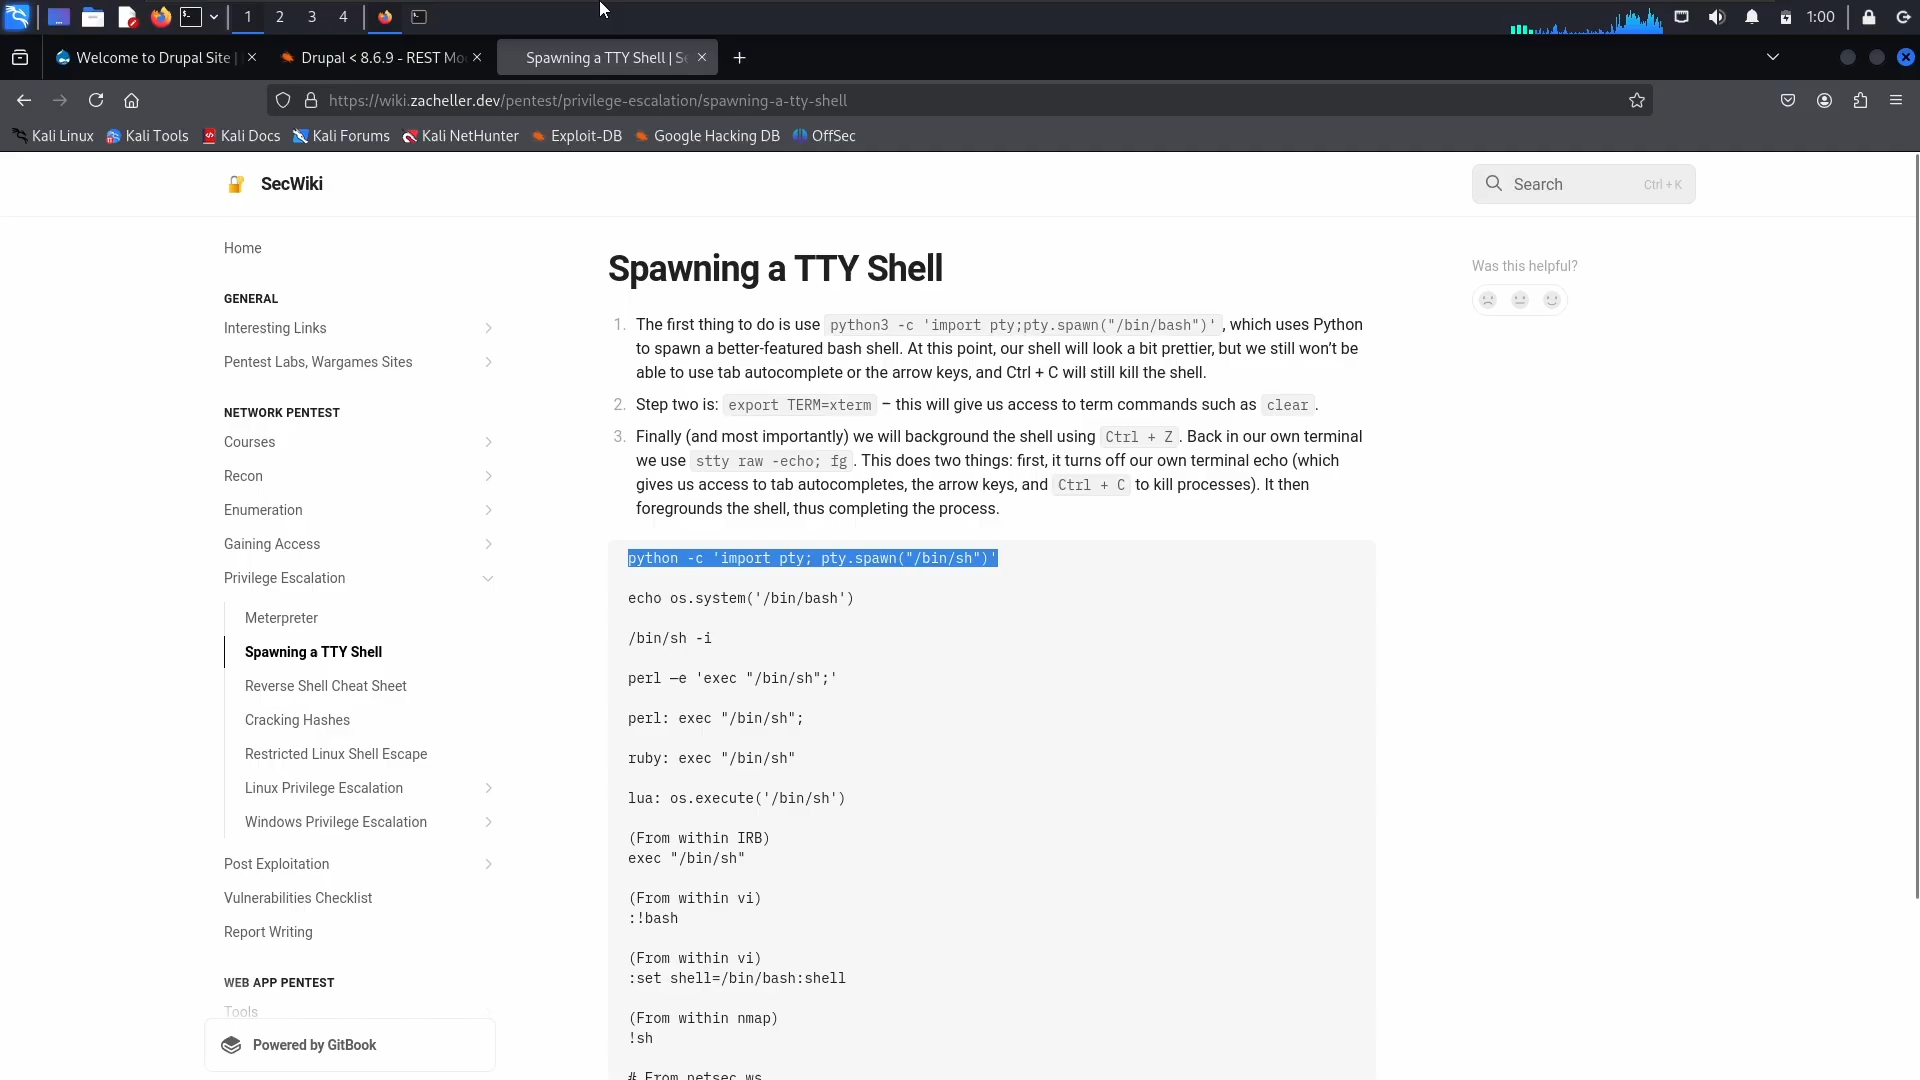 1 2 3 4
1:00
Welcome to Drupal Site |
Drupal < 8.6.9 - REST Mo
Spawning a TTY Shell | S
https://wiki.zacheller.dev/pentest/privilege-escalation/spawning-a-tty-shell
Kali Linux Kali Tools Kali Docs Kali Forums Kali NetHunter Exploit-DB Google Hacking DB OffSec
SecWiki
Search Ctrl + K
Home
GENERAL
Interesting Links
Pentest Labs, Wargames Sites
NETWORK PENTEST
Courses
Recon
Enumeration
Gaining Access
Privilege Escalation
Meterpreter
Spawning a TTY Shell
Reverse Shell Cheat Sheet
Cracking Hashes
Restricted Linux Shell Escape
Linux Privilege Escalation
Windows Privilege Escalation
Post Exploitation
Vulnerabilities Checklist
Report Writing
WEB APP PENTEST
Tools
Powered by GitBook
Spawning a TTY Shell
1. The first thing to do is use python3 -c 'import pty;pty.spawn("/bin/bash")', which uses Python
to spawn a better-featured bash shell. At this point, our shell will look a bit prettier, but we still won't be
able to use tab autocomplete or the arrow keys, and Ctrl + C will still kill the shell.
2. Step two is: export TERM=xterm – this will give us access to term commands such as clear.
3. Finally (and most importantly) we will background the shell using Ctrl + Z. Back in our own terminal
we use stty raw -echo; fg. This does two things: first, it turns off our own terminal echo (which
gives us access to tab autocompletes, the arrow keys, and Ctrl + C to kill processes). It then
foregrounds the shell, thus completing the process.
python -c 'import pty; pty.spawn("/bin/sh")'
echo os.system('/bin/bash')
/bin/sh -i
perl —e 'exec "/bin/sh";'
perl: exec "/bin/sh";
ruby: exec "/bin/sh"
lua: os.execute('/bin/sh')
(From within IRB)
exec "/bin/sh"
(From within vi)
:!bash
(From within vi)
:set shell=/bin/bash:shell
(From within nmap)
!sh
# From netsec.ws
Was this helpful?